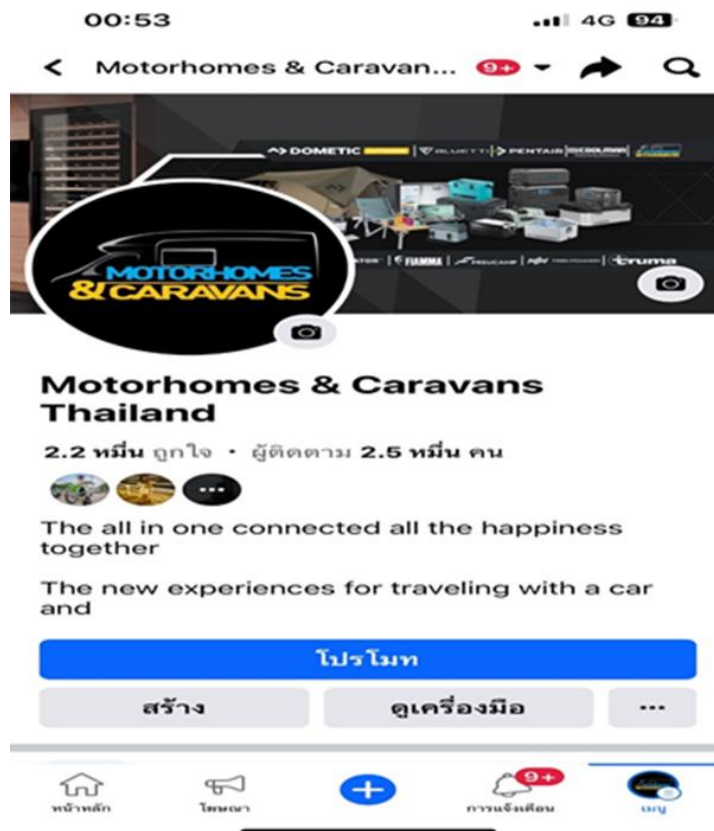 00:53
4G 94
Motorhomes & Caravan... 9+
DOMETIC BLUETTI PENTAIR COOLMAN
FIAMMA truma
MOTORHOMES
& CARAVANS
Motorhomes & Caravans
Thailand
2.2 หมื่น ถูกใจ · ผู้ติดตาม 2.5 หมื่น คน
The all in one connected all the happiness
together
The new experiences for traveling with a car
and
โปรโมท
สร้าง ดูเครื่องมือ
9+
หน้าหลัก โฆษณา การแจ้งเตือน เมนู